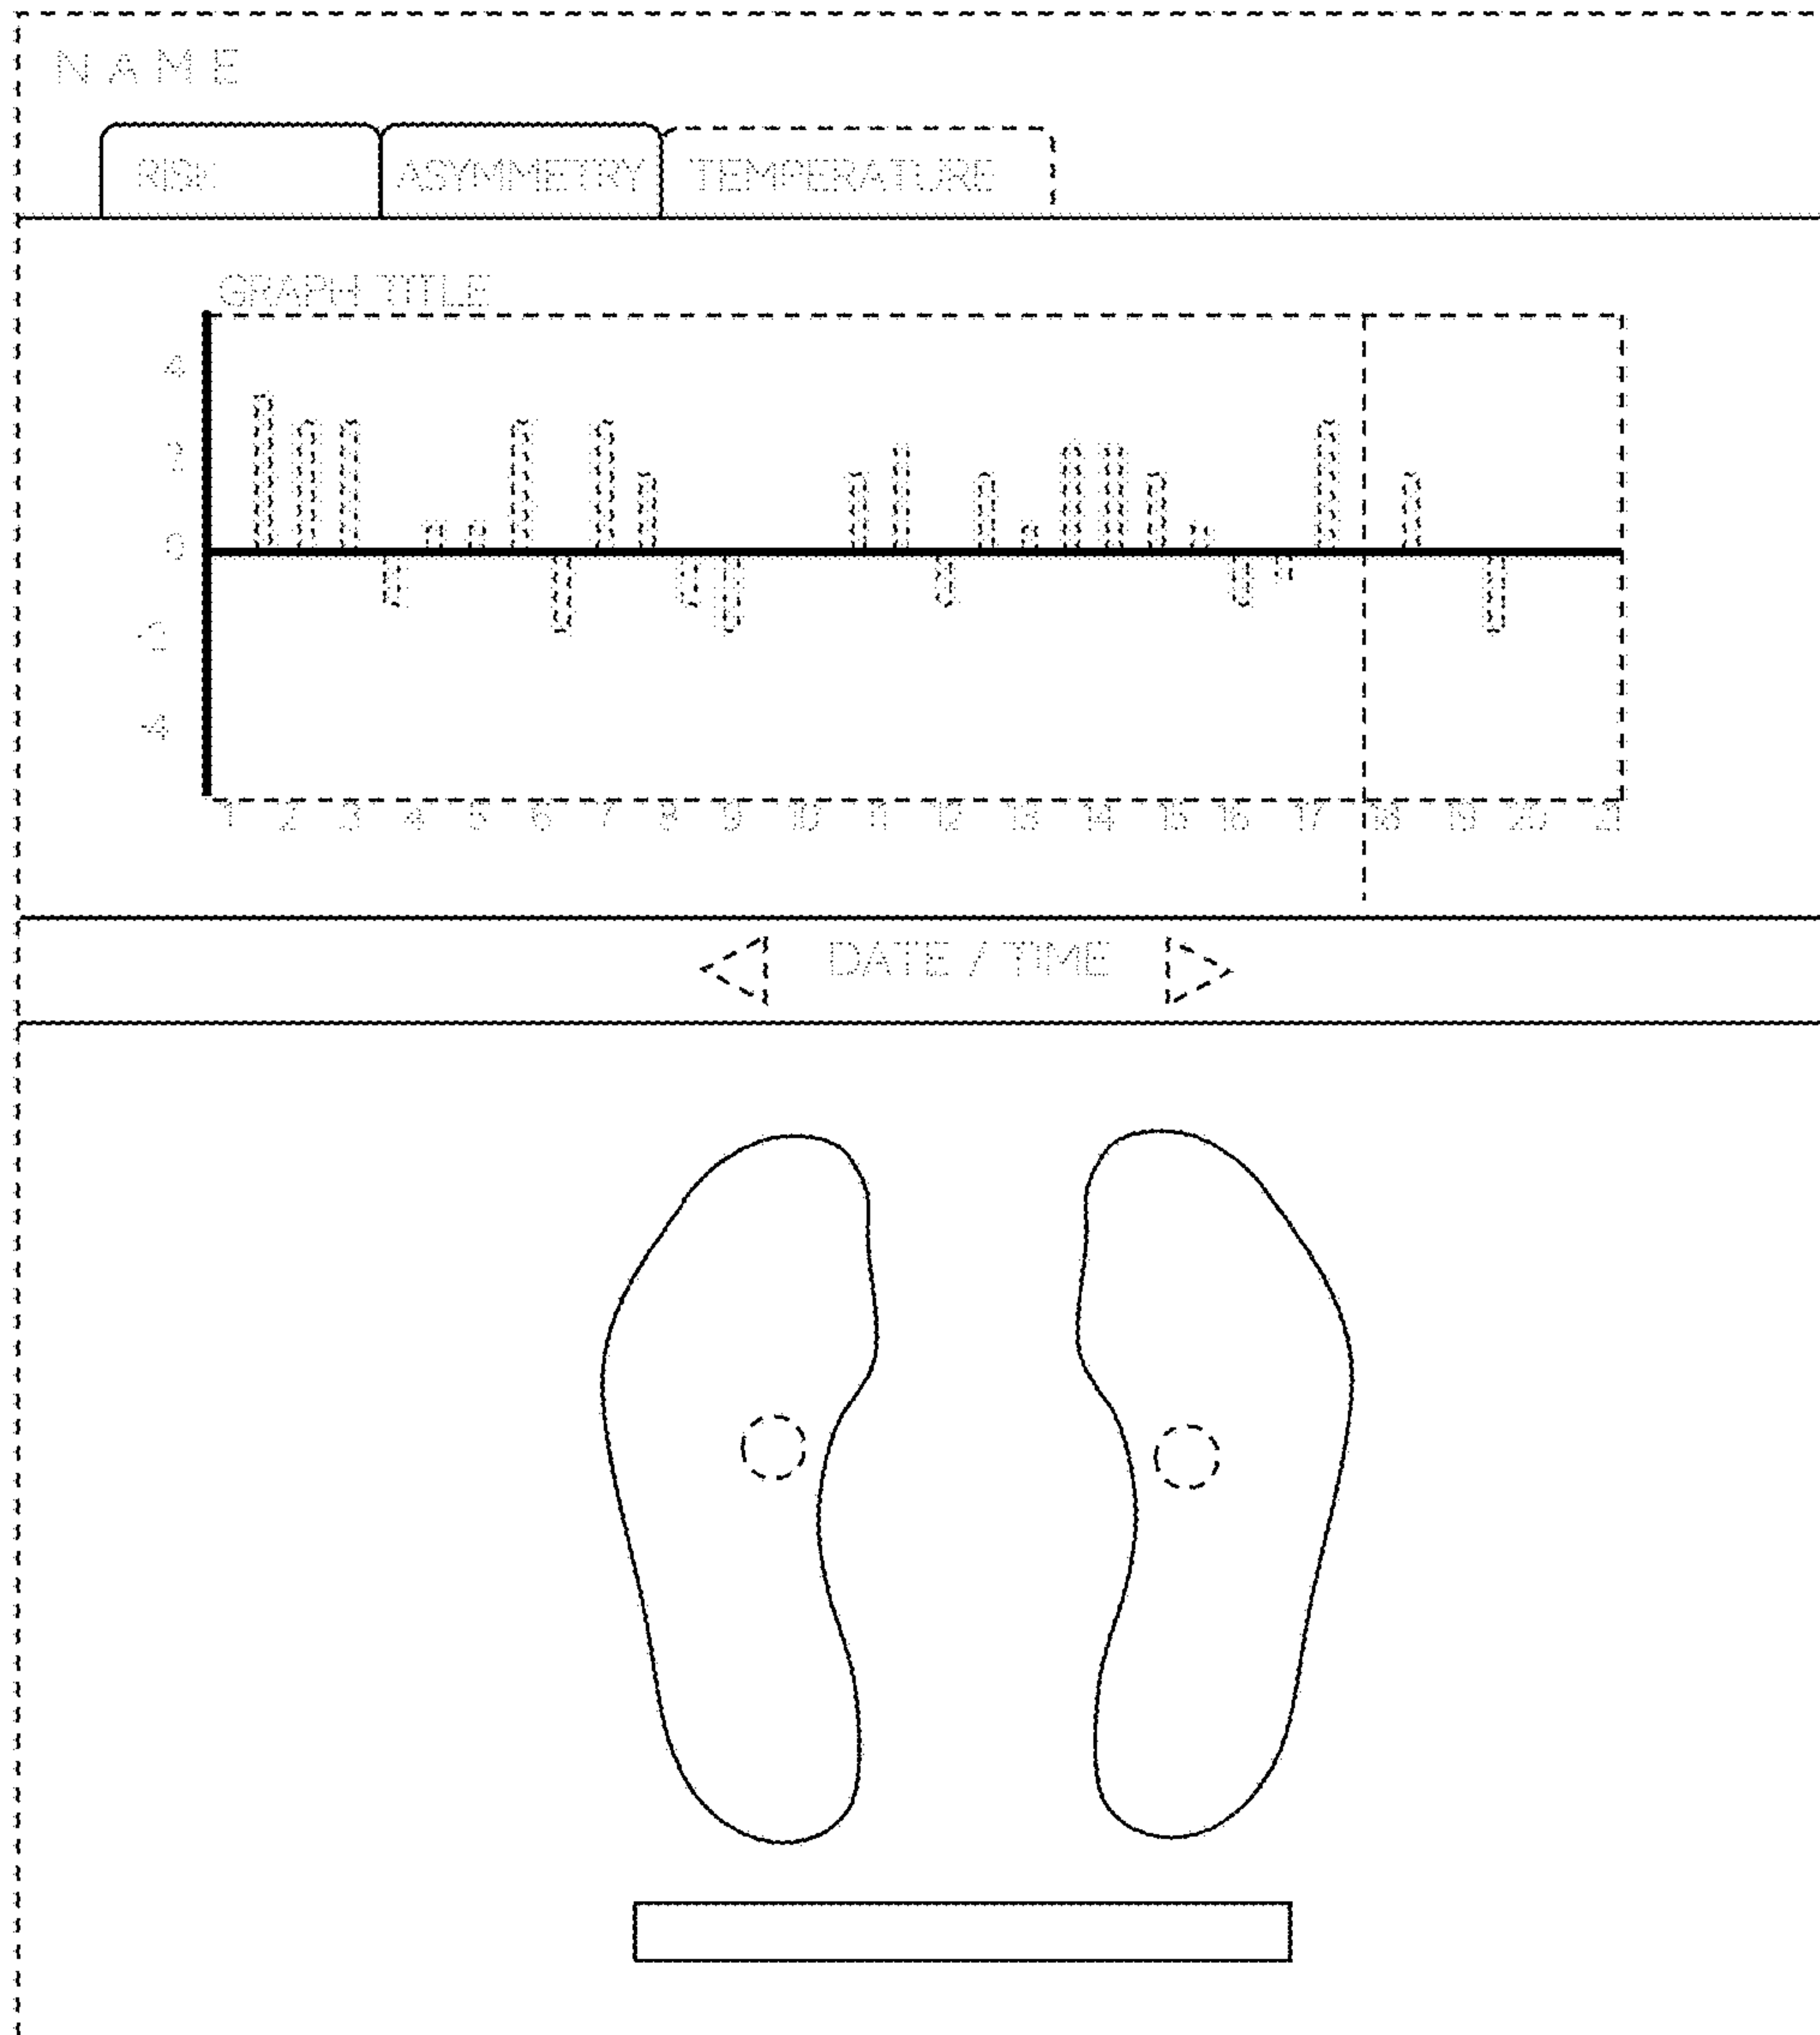 NAME
RISK ASYMMETRY TEMPERATURE
GRAPH TITLE
4
2
0
-2
-4
1 2 3 4 5 6 7 8 9 10 11 12 13 14 15 16 17 18 19 20 21
DATE / TIME